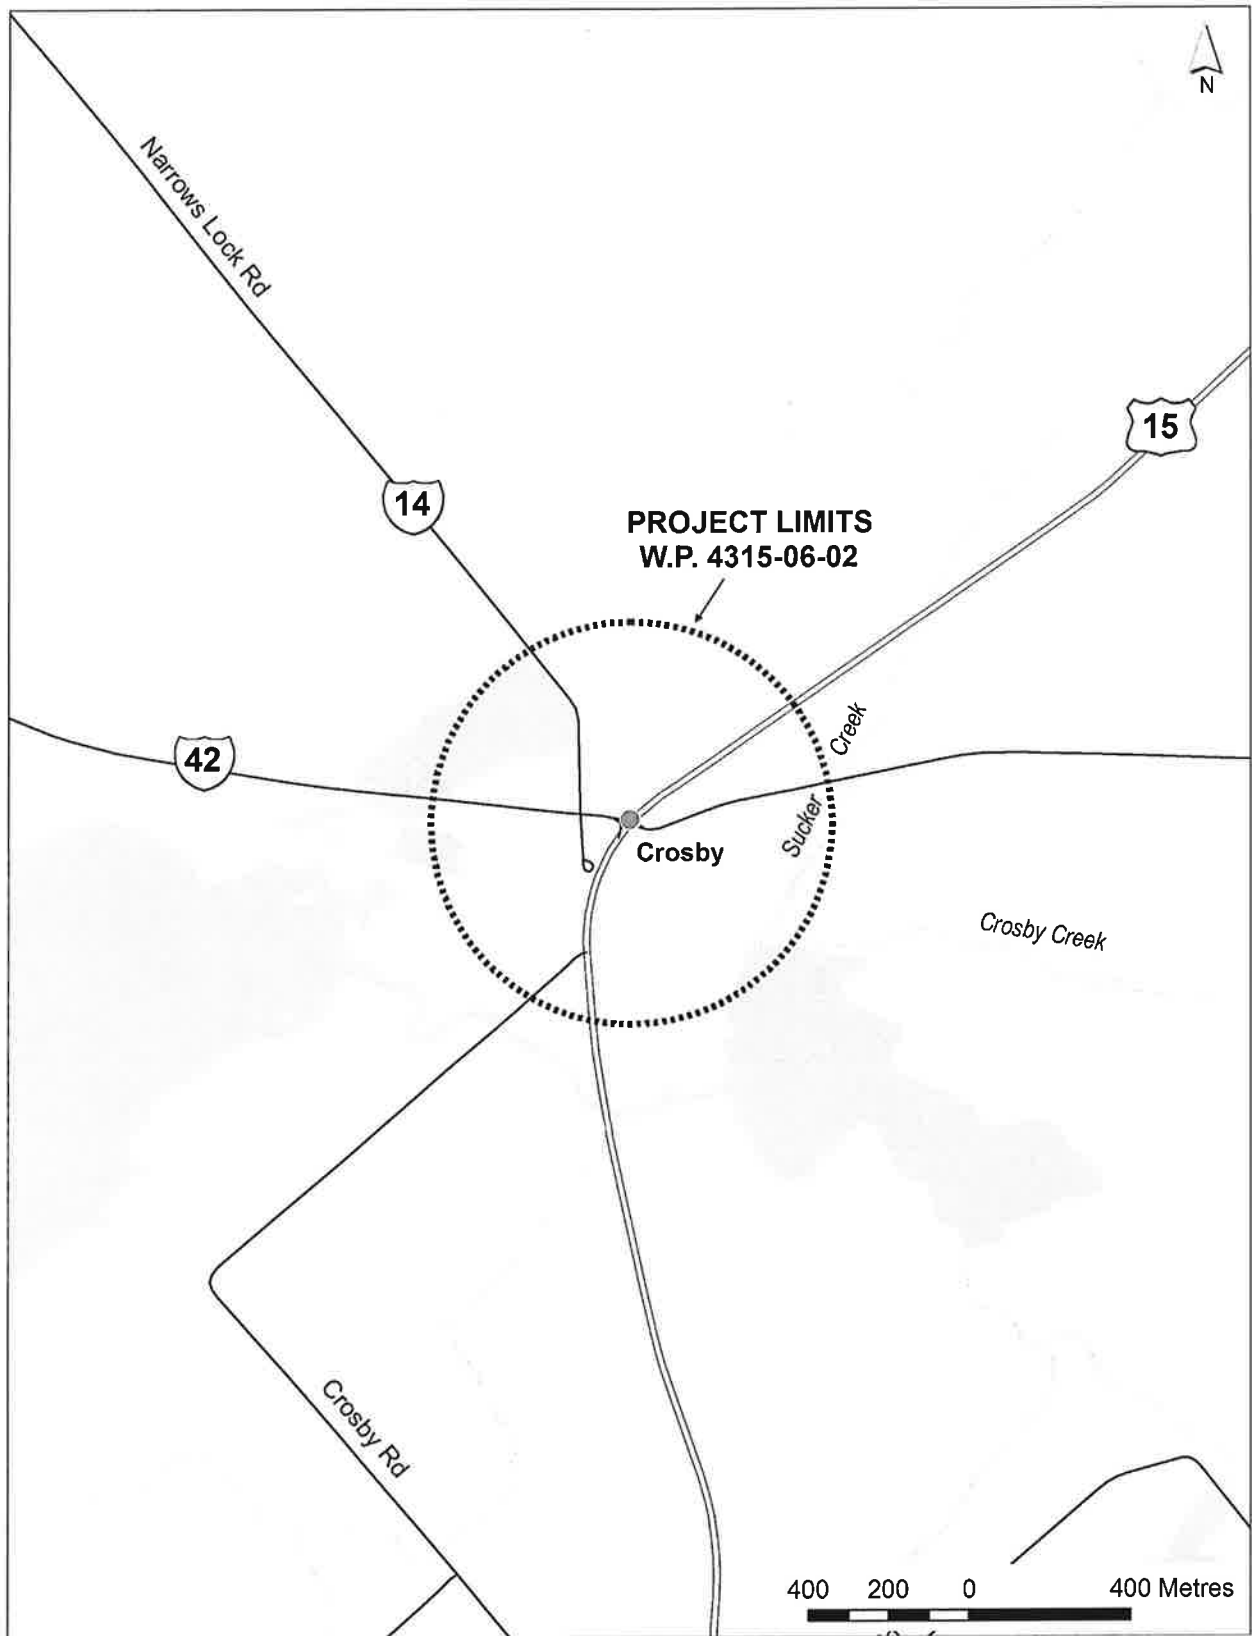 N
Narrows Lock Rd
15
14
PROJECT LIMITS
W.P. 4315-06-02
Creek
42
Sucker
Crosby
Crosby Creek
Crosby Rd
400 200 0 400 Metres